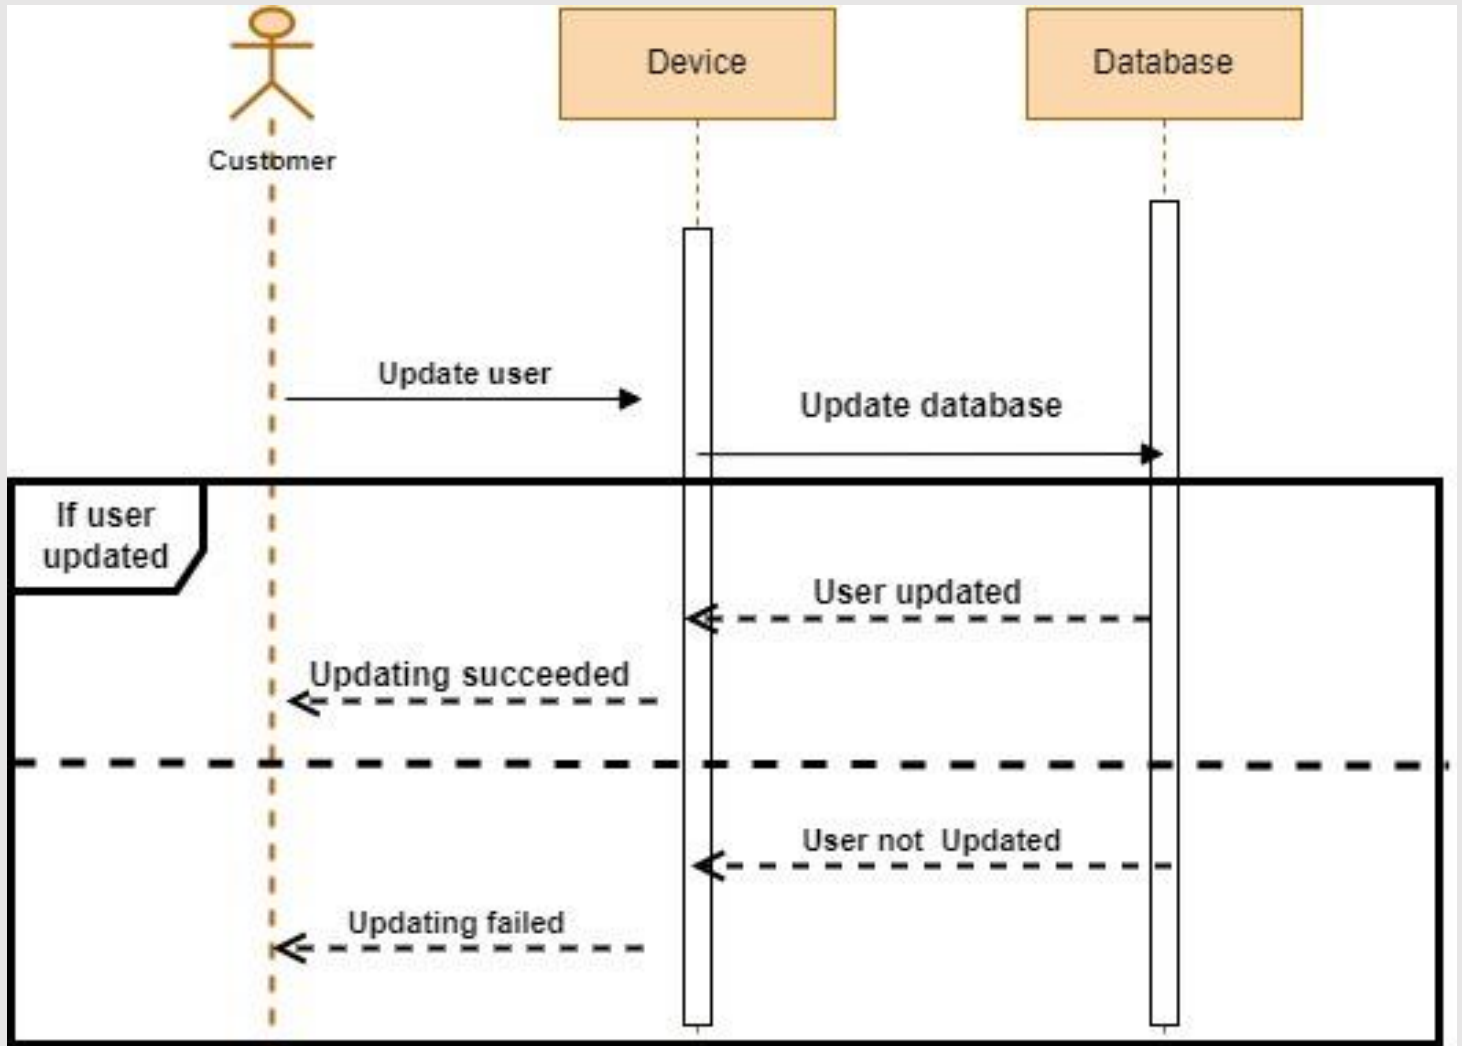 Device
Database
Customer
Update user
Update database
If user
updated
User updated
Updating succeeded
User not Updated
Updating failed